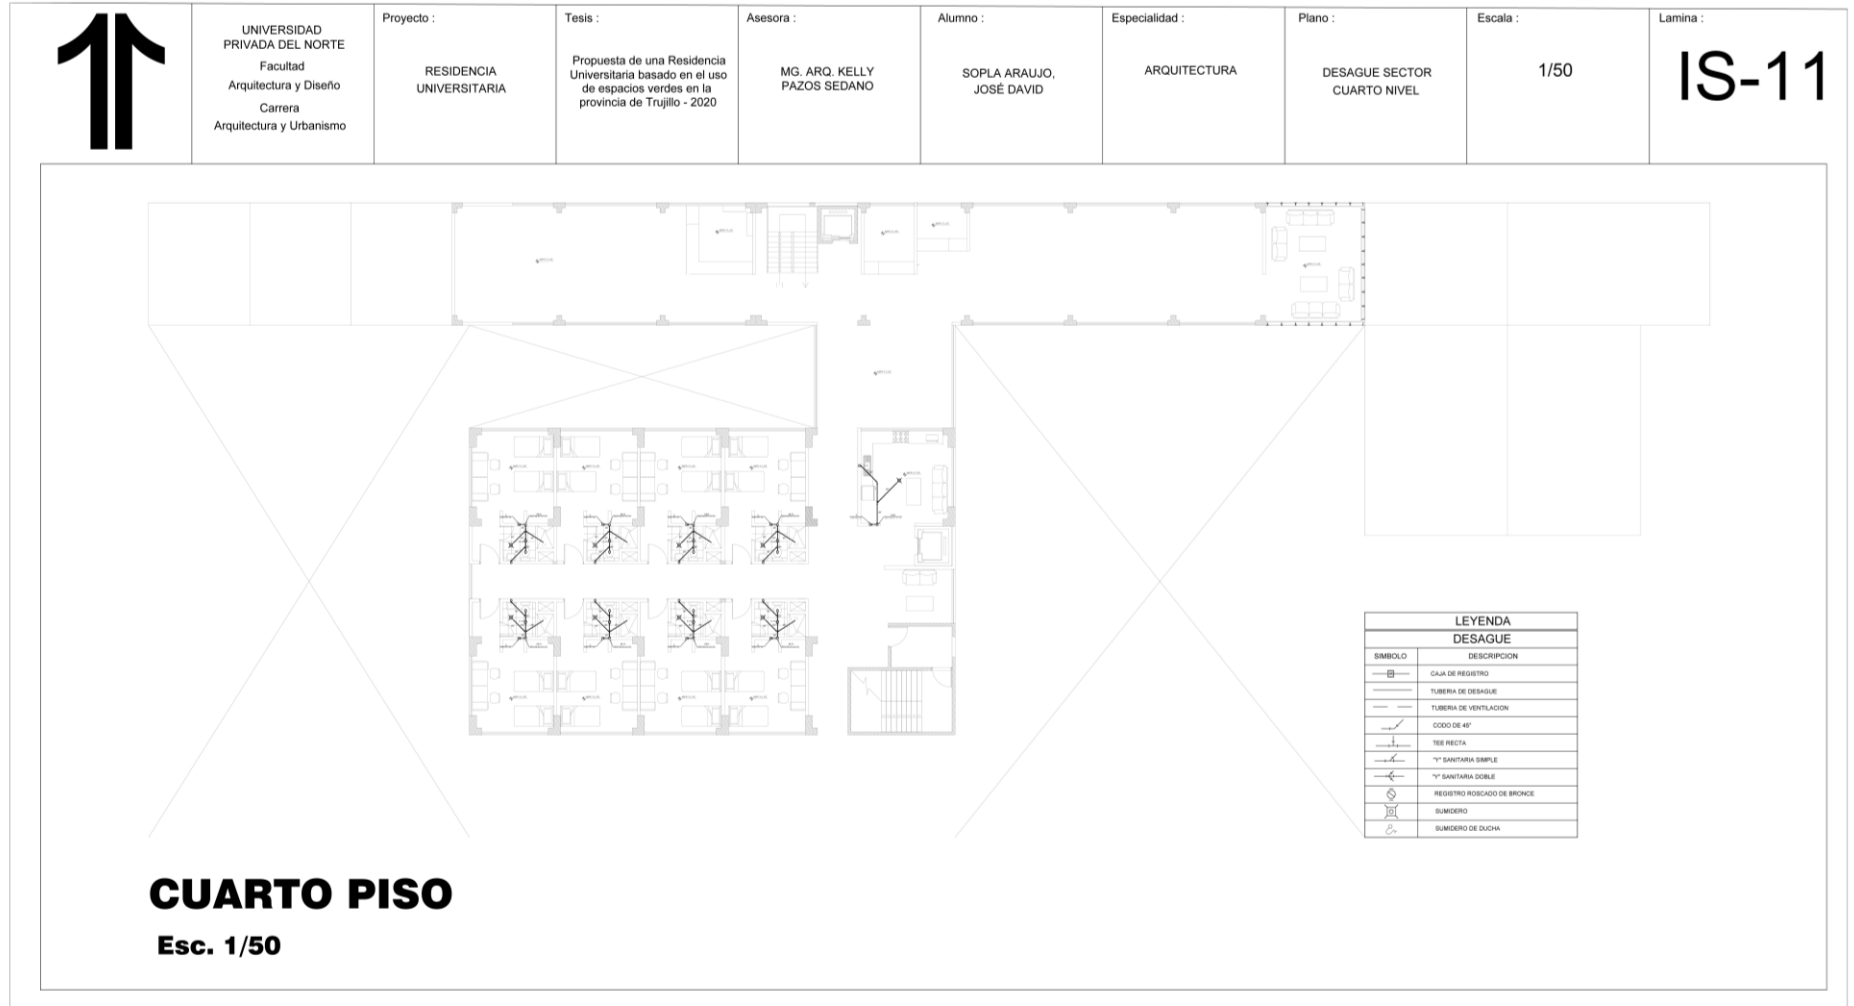 UNIVERSIDAD
PRIVADA DEL NORTE
Facultad
Arquitectura y Diseño
Carrera
Arquitectura y Urbanismo
Proyecto :
RESIDENCIA
UNIVERSITARIA
Tesis :
Propuesta de una Residencia
Universitaria basado en el uso
de espacios verdes en la
provincia de Trujillo - 2020
Asesora :
MG. ARQ. KELLY
PAZOS SEDANO
Alumno :
SOPLA ARAUJO,
JOSÉ DAVID
Especialidad :
ARQUITECTURA
Plano :
DESAGUE SECTOR
CUARTO NIVEL
Escala :
1/50
Lamina :
IS-11
LEYENDA
DESAGUE
SIMBOLO DESCRIPCION
CAJA DE REGISTRO
TUBERIA DE DESAGUE
TUBERIA DE VENTILACION
CODO DE 45°
TEE RECTA
"Y" SANITARIA SIMPLE
"Y" SANITARIA DOBLE
REGISTRO ROSCADO DE BRONCE
SUMIDERO
SUMIDERO DE DUCHA
CUARTO PISO
Esc. 1/50